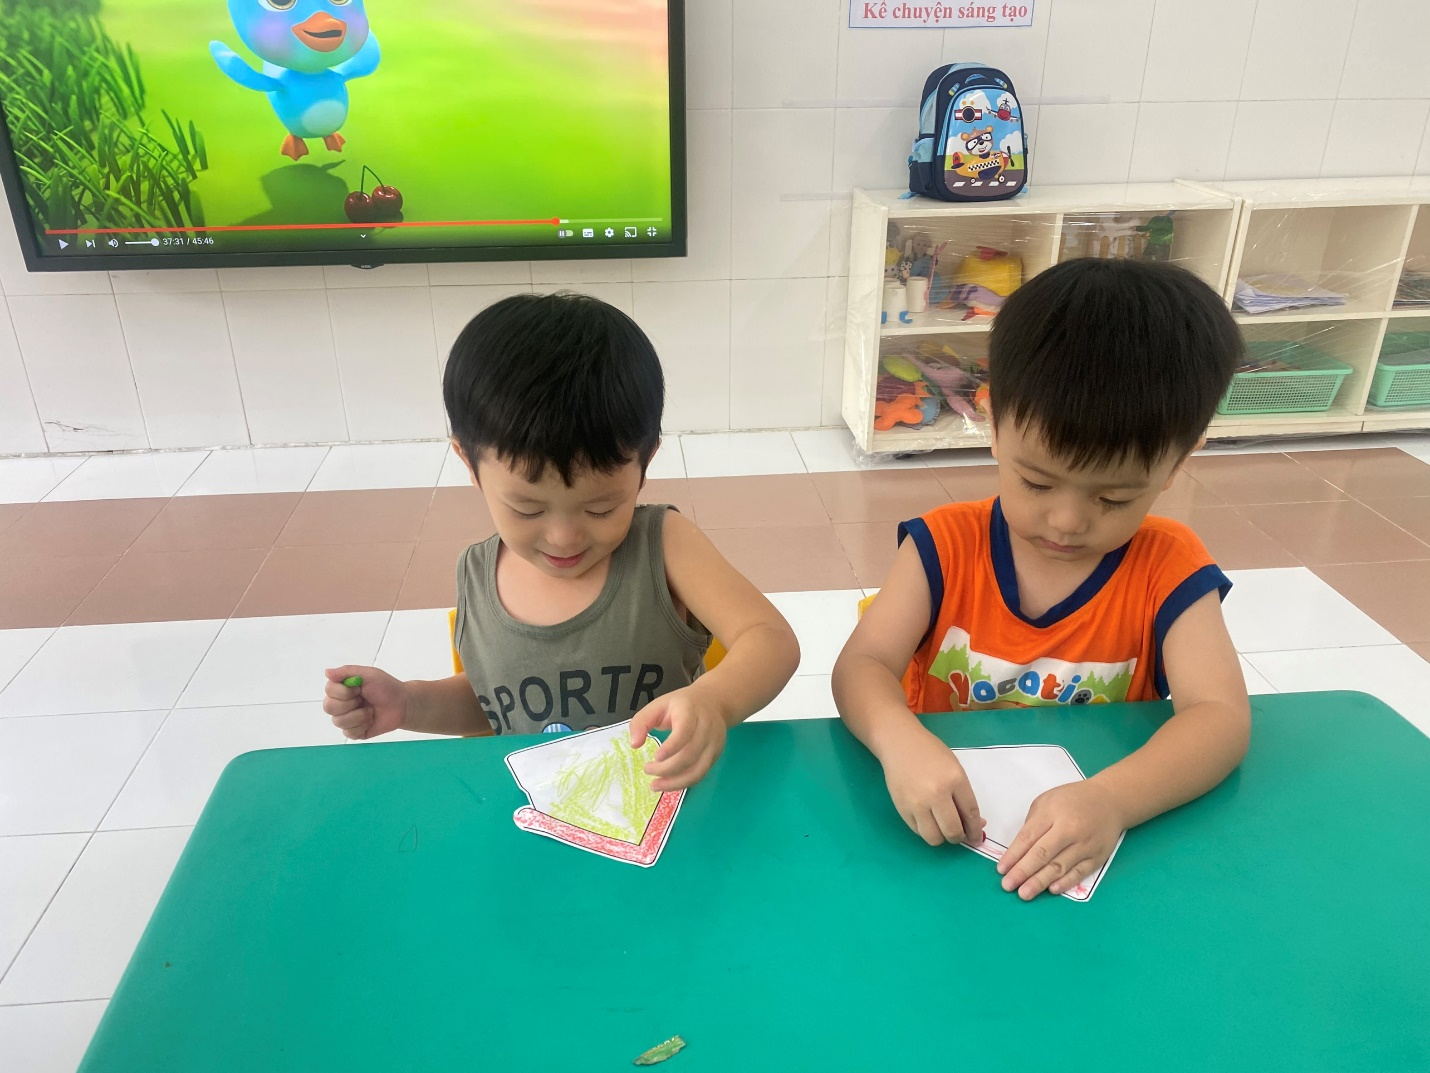 Kể chuyện sáng tạo
37:31 / 45:46
SPORTR
Vacatio